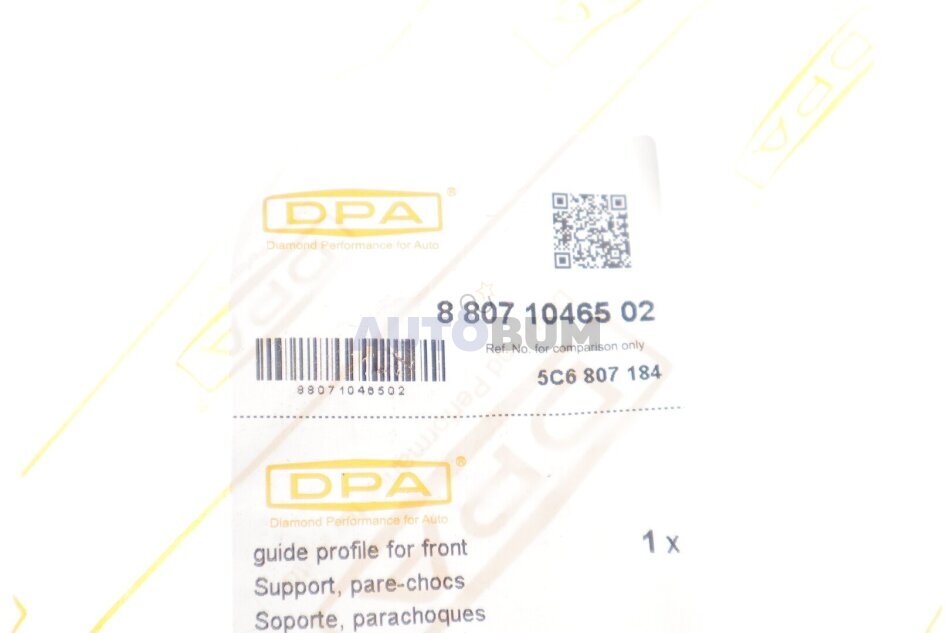 DPA
DPA®
Diamond Performance for Auto
8 807 10465 02
AUTOBUM
Ref. No. for comparison only
88071046502
5C6 807 184
DPA®
Diamond Performance for Auto
guide profile for front
1 x
Support, pare-chocs
Soporte, parachoques